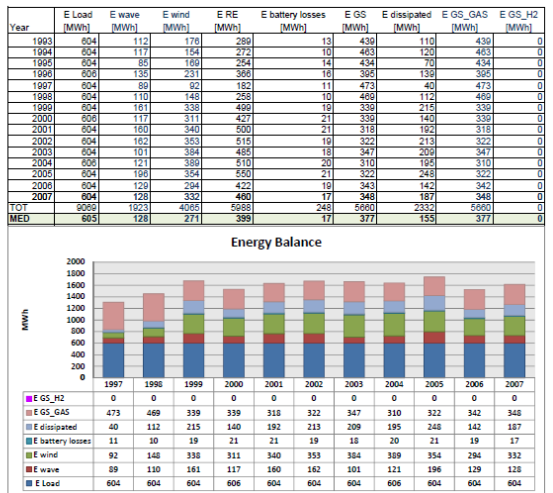 E Load E wave E wind E RE E battery losses E GS E dissipated E GS_GAS E GS_H2
Year [MWh] [MWh] [MWh] [MWh] [MWh] [MWh] [MWh] [MWh] [MWh]
1993 604 112 176 289 13 439 110 439 0
1994 604 117 154 272 10 463 120 463 0
1995 604 85 169 254 14 434 70 434 0
1996 606 135 231 366 16 395 139 395 0
1997 604 89 92 182 11 473 40 473 0
1998 604 110 148 258 10 469 112 469 0
1999 604 161 338 499 19 339 215 339 0
2000 606 117 311 427 21 339 140 339 0
2001 604 160 340 500 21 318 192 318 0
2002 604 162 353 515 19 322 213 322 0
2003 604 101 384 485 18 347 209 347 0
2004 606 121 389 510 20 310 195 310 0
2005 604 196 354 550 21 322 248 322 0
2006 604 129 294 422 19 343 142 342 0
2007 604 128 332 460 17 348 187 348 0
TOT 9069 1923 4065 5988 248 5660 2332 5660 0
MED 605 128 271 399 17 377 155 377 0
Energy Balance
MWh
2000
1800
1600
1400
1200
1000
800
600
400
200
0
1997 1998 1999 2000 2001 2002 2003 2004 2005 2006 2007
E GS_H2 0 0 0 0 0 0 0 0 0 0 0
E GS_GAS 473 469 339 339 318 322 347 310 322 342 348
E dissipated 40 112 215 140 192 213 209 195 248 142 187
E battery losses 11 10 19 21 21 19 18 20 21 19 17
E wind 92 148 338 311 340 353 384 389 354 294 332
E wave 89 110 161 117 160 162 101 121 196 129 128
E Load 604 604 604 606 604 604 604 606 604 604 604